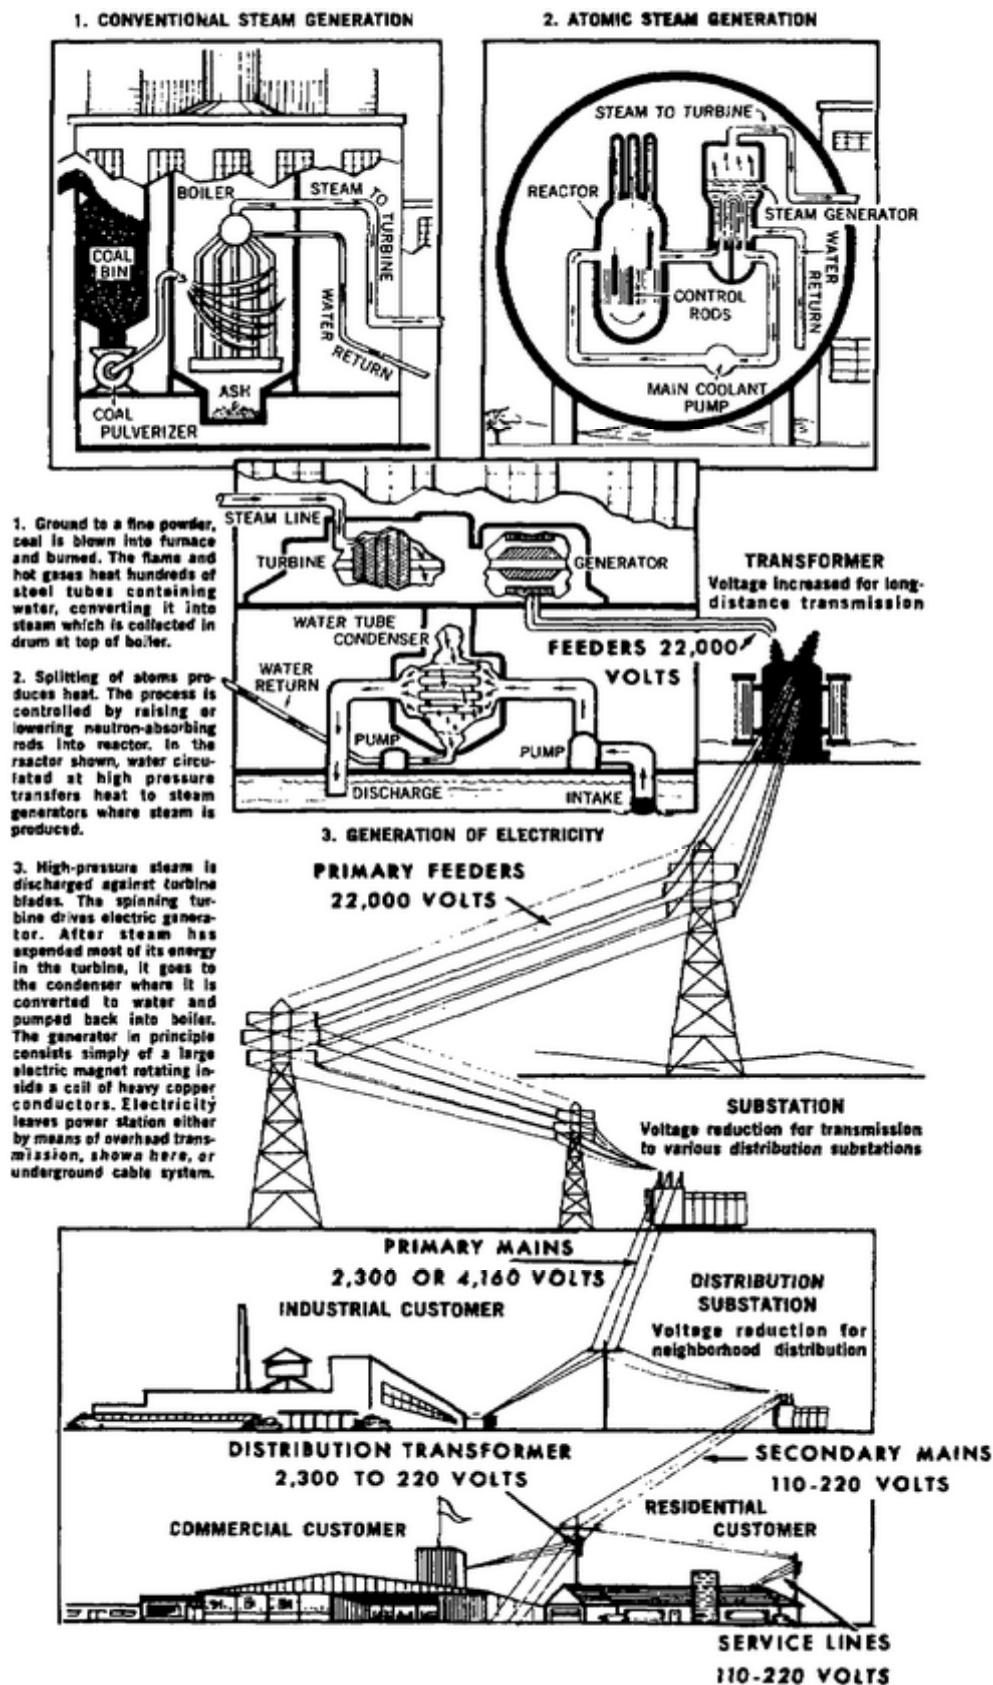 1. CONVENTIONAL STEAM GENERATION
2. ATOMIC STEAM GENERATION
BOILER
STEAM TO TURBINE
COAL
BIN
WATER
RETURN
ASH
COAL
PULVERIZER
STEAM TO TURBINE
REACTOR
STEAM GENERATOR
WATER
RETURN
CONTROL
RODS
MAIN COOLANT
PUMP
1. Ground to a fine powder,
coal is blown into furnace
and burned. The flame and
hot gases heat hundreds of
steel tubes containing
water, converting it into
steam which is collected in
drum at top of boiler.
2. Splitting of atoms pro-
duces heat. The process is
controlled by raising or
lowering neutron-absorbing
rods into reactor. In the
reactor shown, water circu-
lated at high pressure
transfers heat to steam
generators where steam is
produced.
3. High-pressure steam is
discharged against turbine
blades. The spinning tur-
bine drives electric genera-
tor. After steam has
expended most of its energy
in the turbine, it goes to
the condenser where it is
converted to water and
pumped back into boiler.
The generator in principle
consists simply of a large
electric magnet rotating in-
side a coil of heavy copper
conductors. Electricity
leaves power station either
by means of overhead trans-
mission, shown here, or
underground cable system.
STEAM LINE
TURBINE
GENERATOR
WATER TUBE
CONDENSER
WATER
RETURN
PUMP
PUMP
DISCHARGE
INTAKE
3. GENERATION OF ELECTRICITY
TRANSFORMER
Voltage increased for long-
distance transmission
FEEDERS 22,000
VOLTS
PRIMARY FEEDERS
22,000 VOLTS
SUBSTATION
Voltage reduction for transmission
to various distribution substations
PRIMARY MAINS
2,300 OR 4,160 VOLTS
INDUSTRIAL CUSTOMER
DISTRIBUTION
SUBSTATION
Voltage reduction for
neighborhood distribution
DISTRIBUTION TRANSFORMER
2,300 TO 220 VOLTS
SECONDARY MAINS
110-220 VOLTS
COMMERCIAL CUSTOMER
RESIDENTIAL
CUSTOMER
SERVICE LINES
110-220 VOLTS